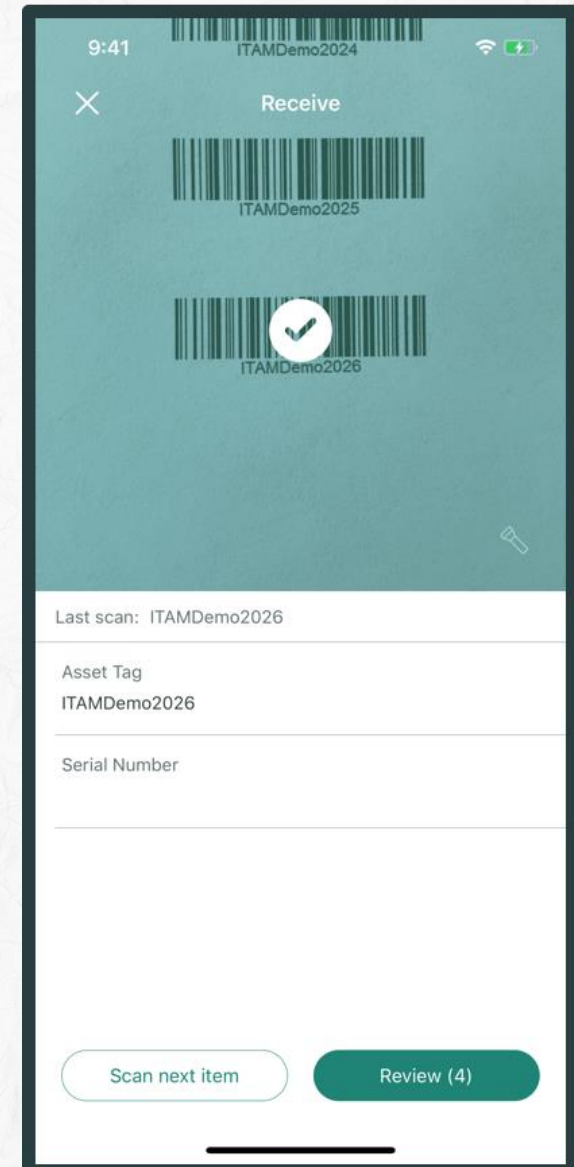 ITAMDemo2024
9:41
Receive
ITAMDemo2025
ITAMDemo2026
Last scan: ITAMDemo2026
Asset Tag
ITAMDemo2026
Serial Number
Scan next item
Review (4)